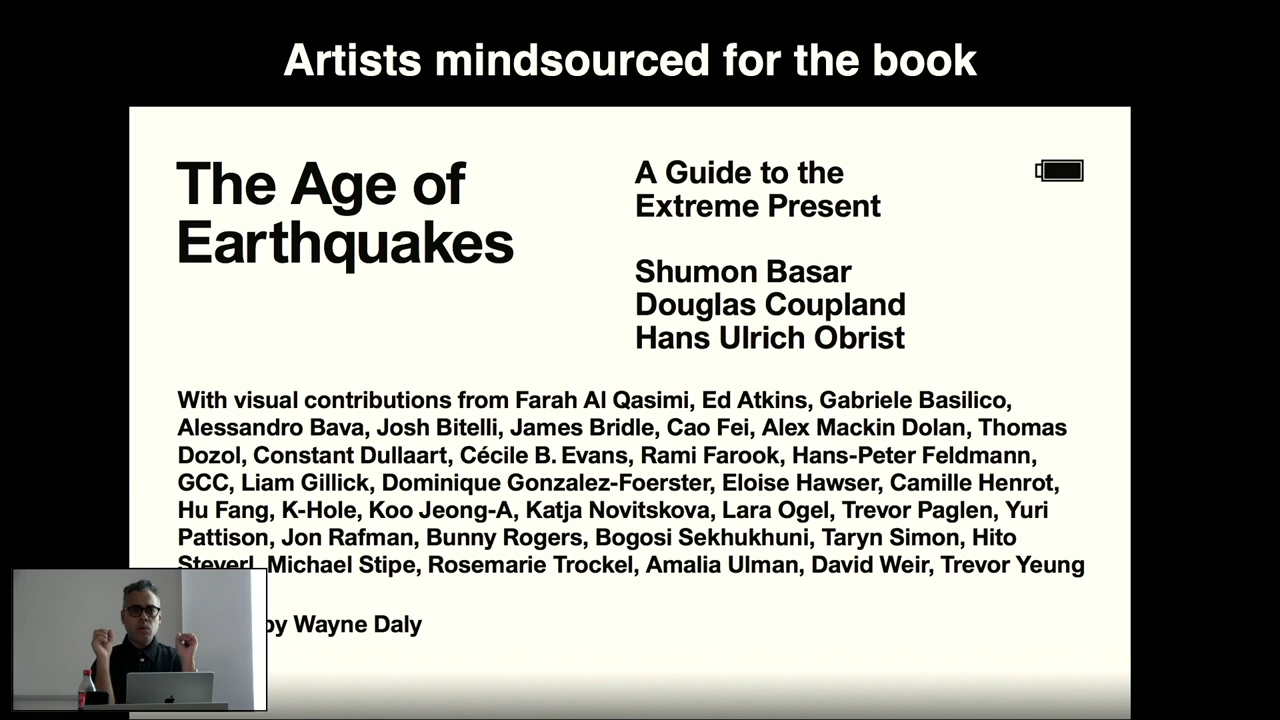 Artists mindsourced for the book
The Age of
Earthquakes
A Guide to the
Extreme Present
Shumon Basar
Douglas Coupland
Hans Ulrich Obrist
With visual contributions from Farah Al Qasimi, Ed Atkins, Gabriele Basilico,
Alessandro Bava, Josh Bitelli, James Bridle, Cao Fei, Alex Mackin Dolan, Thomas
Dozol, Constant Dullaart, Cécile B. Evans, Rami Farook, Hans-Peter Feldmann,
GCC, Liam Gillick, Dominique Gonzalez-Foerster, Eloise Hawser, Camille Henrot,
Hu Fang, K-Hole, Koo Jeong-A, Katja Novitskova, Lara Ogel, Trevor Paglen, Yuri
Pattison, Jon Rafman, Bunny Rogers, Bogosi Sekhukhuni, Taryn Simon, Hito
Steyerl, Michael Stipe, Rosemarie Trockel, Amalia Ulman, David Weir, Trevor Yeung
by Wayne Daly